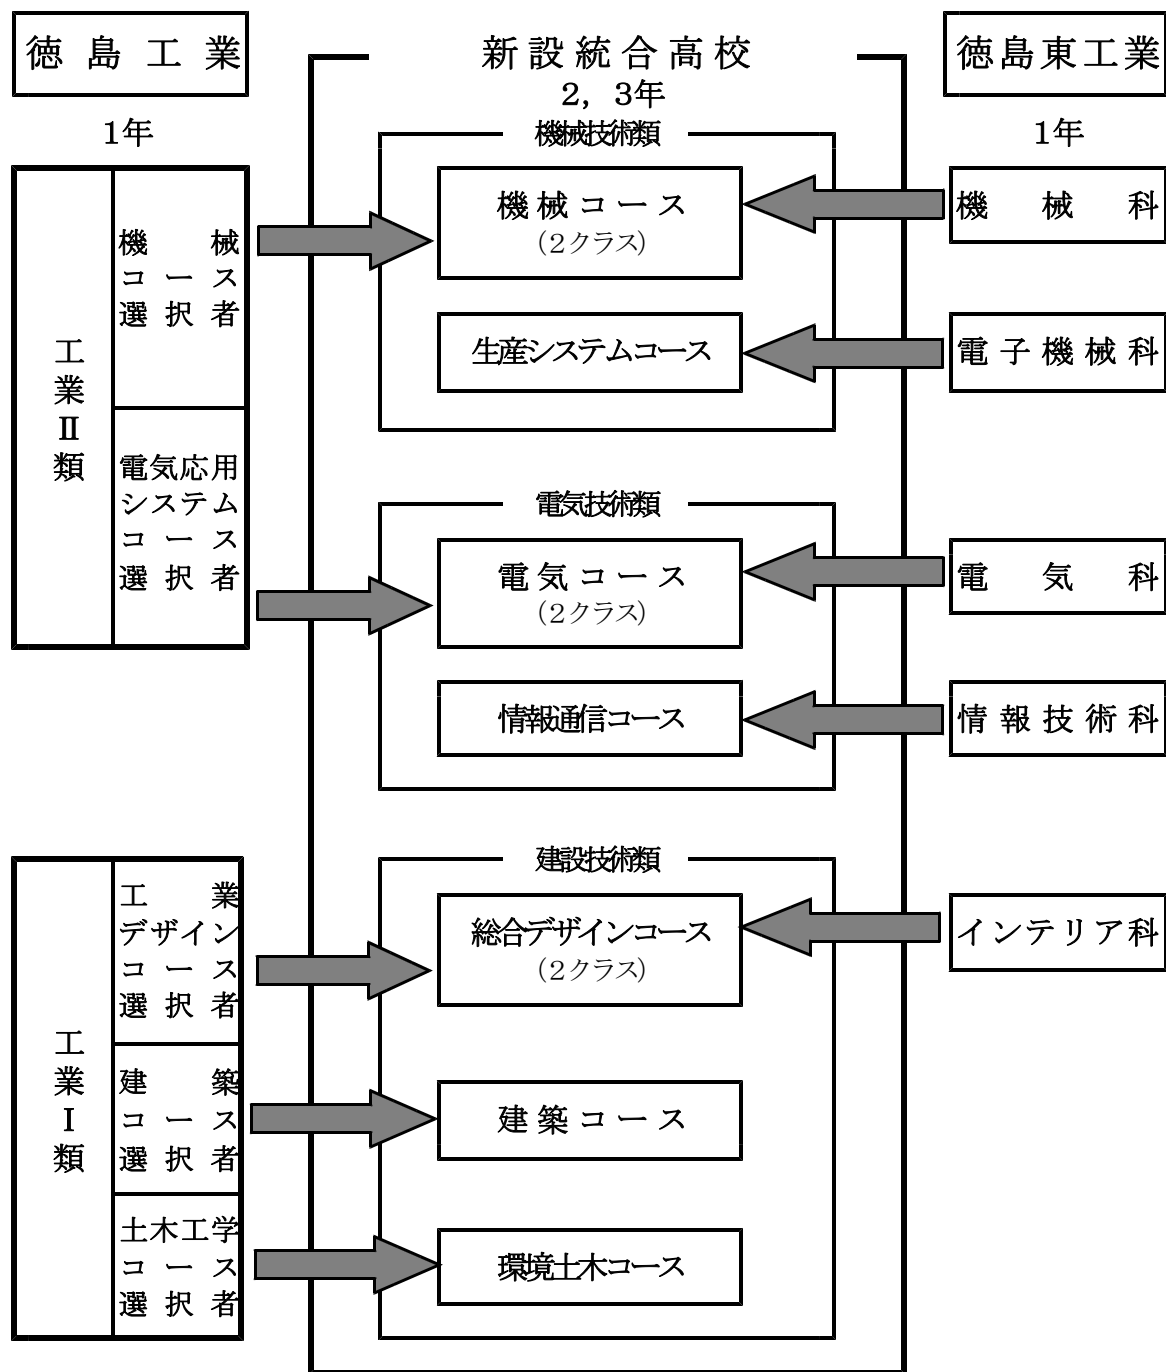 徳島工業
新設統合高校
徳島東工業
2，3年
1年
1年
機械技術類
機械コース
（2クラス）
生産システムコース
電気技術類
電気コース
（2クラス）
情報通信コース
建設技術類
総合デザインコース
（2クラス）
建築コース
環境土木コース
工業Ⅱ類
機械
コース
選択者
電気応用
システム
コース
選択者
工業Ⅰ類
工業
デザイン
コース
選択者
建築
コース
選択者
土木工学
コース
選択者
機械科
電子機械科
電気科
情報技術科
インテリア科